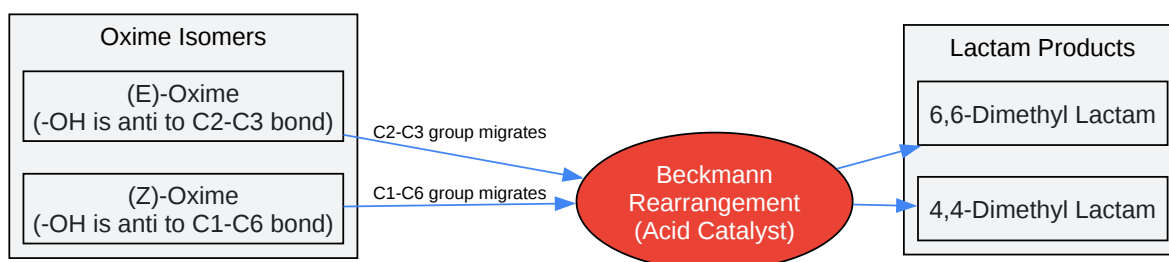 Oxime Isomers
(E)-Oxime
(-OH is anti to C2-C3 bond)
(Z)-Oxime
(-OH is anti to C1-C6 bond)
C2-C3 group migrates
C1-C6 group migrates
Beckmann
Rearrangement
(Acid Catalyst)
Lactam Products
6,6-Dimethyl Lactam
4,4-Dimethyl Lactam